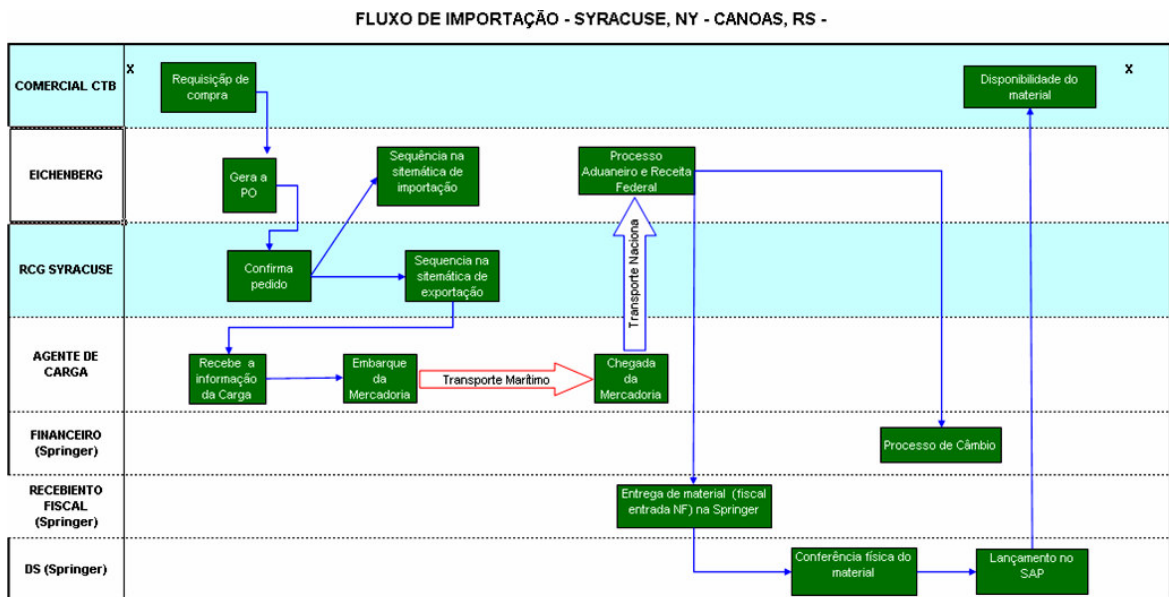 FLUXO DE IMPORTAÇÃO - SYRACUSE, NY - CANOAS, RS -
COMERCIAL CTB
X
Requisiçãp de
compra
Disponibilidade do
material
X
EICHENBERG
Gera a
PO
Sequência na
sitemática de
importação
Processo
Aduaneiro e Receita
Federal
RCG SYRACUSE
Confirma
pedido
Sequencia na
sitemática de
exportação
Transporte Naciona
AGENTE DE
CARGA
Recebe a
informação
da Carga
Embarque
da
Mercadoria
Transporte Marítimo
Chegada
da
Mercadoria
FINANCEIRO
(Springer)
Processo de Câmbio
RECEBIENTO
FISCAL
(Springer)
Entrega de material (fiscal
entrada NF) na Springer
DS (Springer)
Conferência física do
material
Lançamento no
SAP